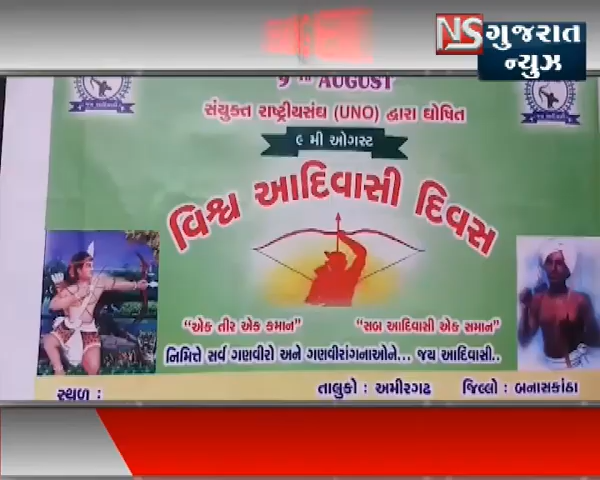 NS ગુજરાત
ન્યુઝ
9TH AUGUST
સંયુક્ત રાષ્ટ્રીયસંઘ (UNO) દ્વારા ઘોષિત
૯ મી ઓગસ્ટ
વિશ્વ આદિવાસી દિવસ
“એક તીર એક કમાન” “સબ આદિવાસી એક સમાન”
નિમિત્તે સર્વ ગણવીરો અને ગણવીરાંગનાઓને... જય આદિવાસી..
સ્થળ : તાલુકો : અમીરગઢ જિલ્લો : બનાસકાંઠા